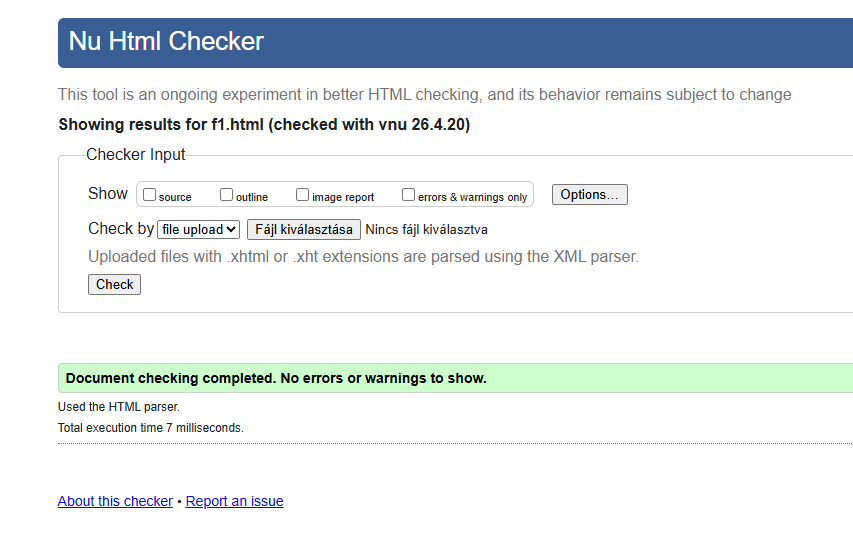 Nu Html Checker
This tool is an ongoing experiment in better HTML checking, and its behavior remains subject to change
Showing results for f1.html (checked with vnu 26.4.20)
Checker Input
Show source outline image report errors & warnings only Options...
Check by file upload Fájl kiválasztása Nincs fájl kiválasztva
Uploaded files with .xhtml or .xht extensions are parsed using the XML parser.
Check
Document checking completed. No errors or warnings to show.
Used the HTML parser.
Total execution time 7 milliseconds.
About this checker • Report an issue